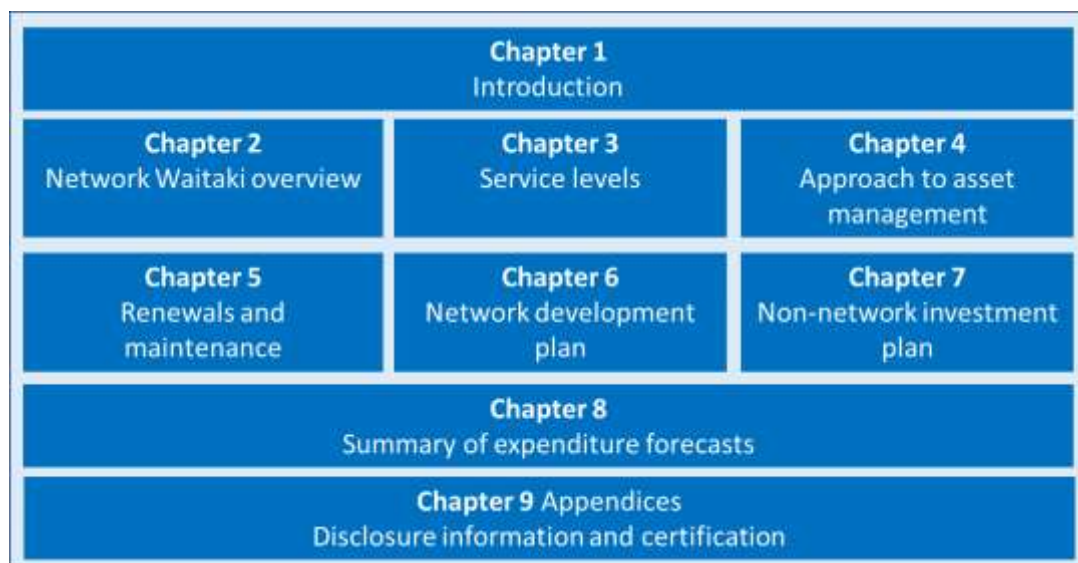 Chapter 1
Introduction
Chapter 2
Network Waitaki overview
Chapter 3
Service levels
Chapter 4
Approach to asset
management
Chapter 5
Renewals and
maintenance
Chapter 6
Network development
plan
Chapter 7
Non-network investment
plan
Chapter 8
Summary of expenditure forecasts
Chapter 9 Appendices
Disclosure information and certification